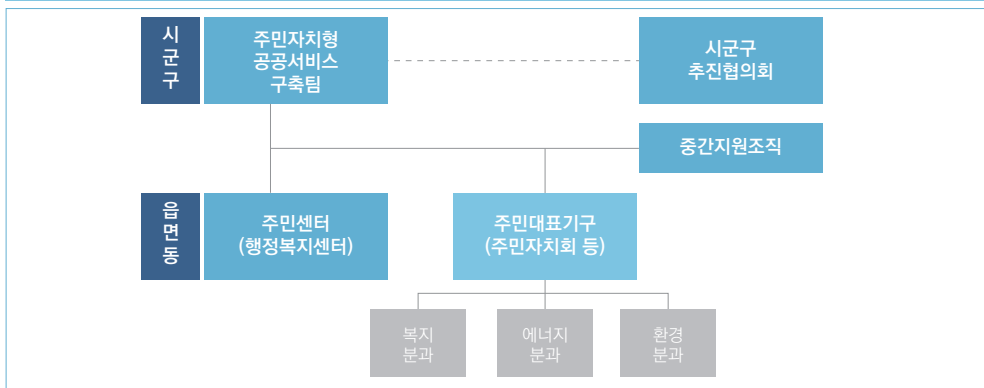 시
군
구
주민자치형
공공서비스
구축팀
시군구
추진협의회
중간지원조직
읍
면
동
주민센터
(행정복지센터)
주민대표기구
(주민자치회 등)
복지
분과
에너지
분과
환경
분과